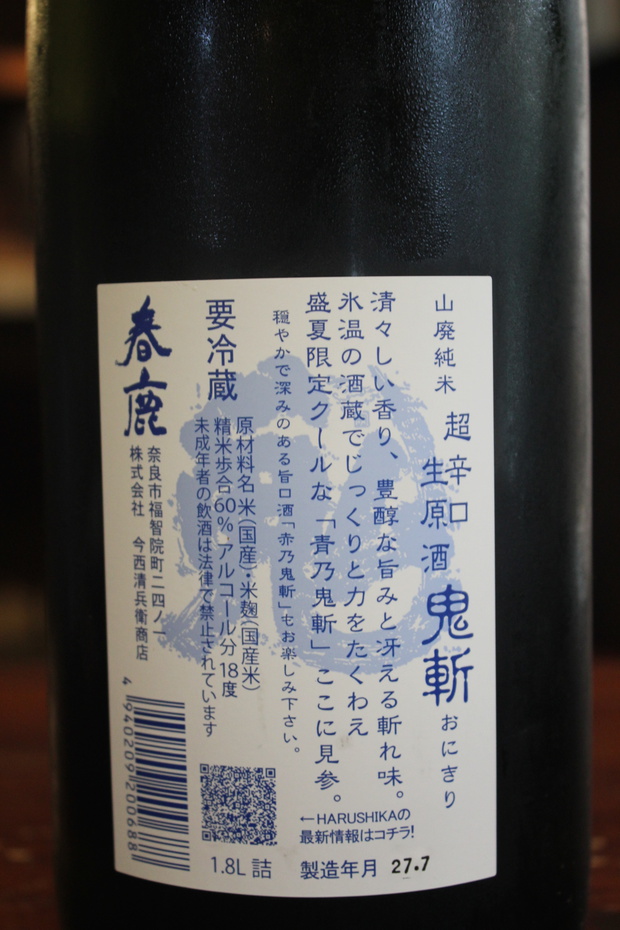 山廃純米
超辛口
生原酒
鬼斬
おにきり
清々しい香り、豊醇な旨みと冴える斬れ味。
氷温の酒蔵でじっくりと力をたくわえ
盛夏限定クールな「青乃鬼斬」ここに見参。
穏やかで深みのある旨口酒「赤乃鬼斬」もお楽しみ下さい。
要冷蔵
原材料名 米(国産)・米麹(国産米)
精米歩合60% アルコール分18度
未成年者の飲酒は法律で禁止されています
春鹿
奈良市福智院町二四ノ一
株式会社 今西清兵衛商店
4940209200688
←HARUSHIKAの
最新情報はコチラ!
1.8L 詰
製造年月 27.7